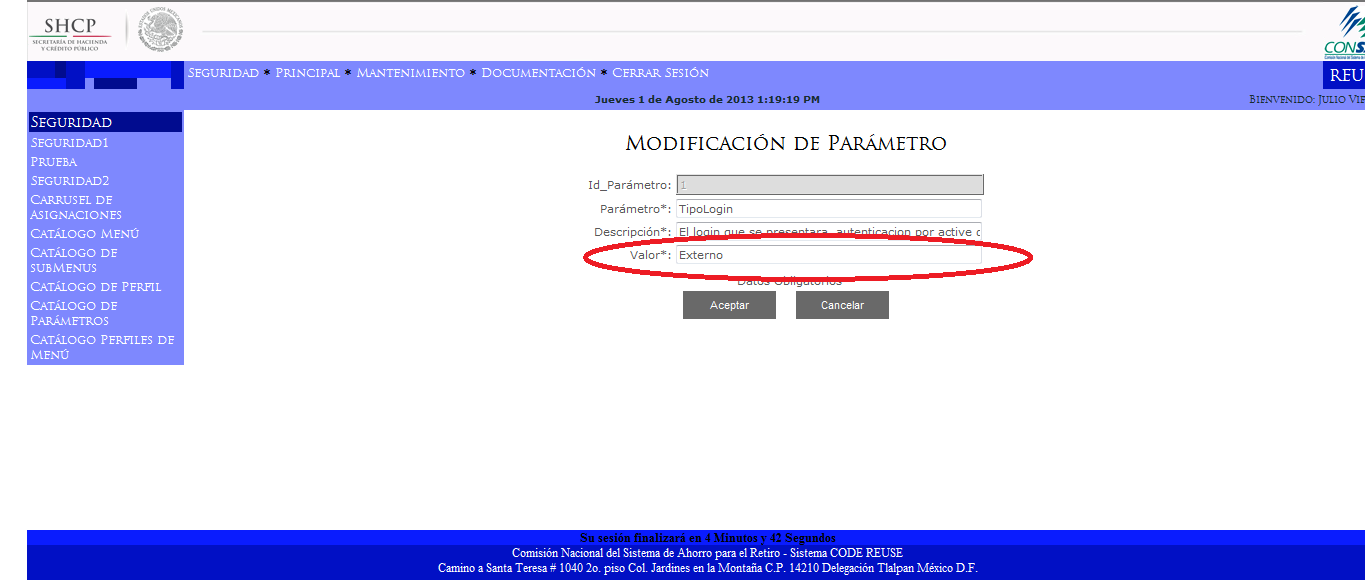 SHCP
SECRETARÍA DE HACIENDA
Y CRÉDITO PÚBLICO
ESTADOS UNIDOS MEXICANOS
CONS
SEGURIDAD * PRINCIPAL * MANTENIMIENTO * DOCUMENTACIÓN * CERRAR SESIÓN
REU
Jueves 1 de Agosto de 2013 1:19:19 PM
BIENVENIDO: JULIO VIE
SEGURIDAD
SEGURIDAD1
PRUEBA
SEGURIDAD2
CARRUSEL DE
ASIGNACIONES
CATÁLOGO MENÚ
CATÁLOGO DE
SUBMENUS
CATÁLOGO DE PERFIL
CATÁLOGO DE
PARÁMETROS
CATÁLOGO PERFILES DE
MENÚ
MODIFICACIÓN DE PARÁMETRO
Id_Parámetro: 1
Parámetro*: TipoLogin
Descripción*: El login que se presentara, autenticacion por active d
Valor*: Externo
Datos Obligatorios
Aceptar Cancelar
Su sesión finalizará en 4 Minutos y 42 Segundos
Comisión Nacional del Sistema de Ahorro para el Retiro - Sistema CODE REUSE
Camino a Santa Teresa # 1040 2o. piso Col. Jardines en la Montaña C.P. 14210 Delegación Tlalpan México D.F.